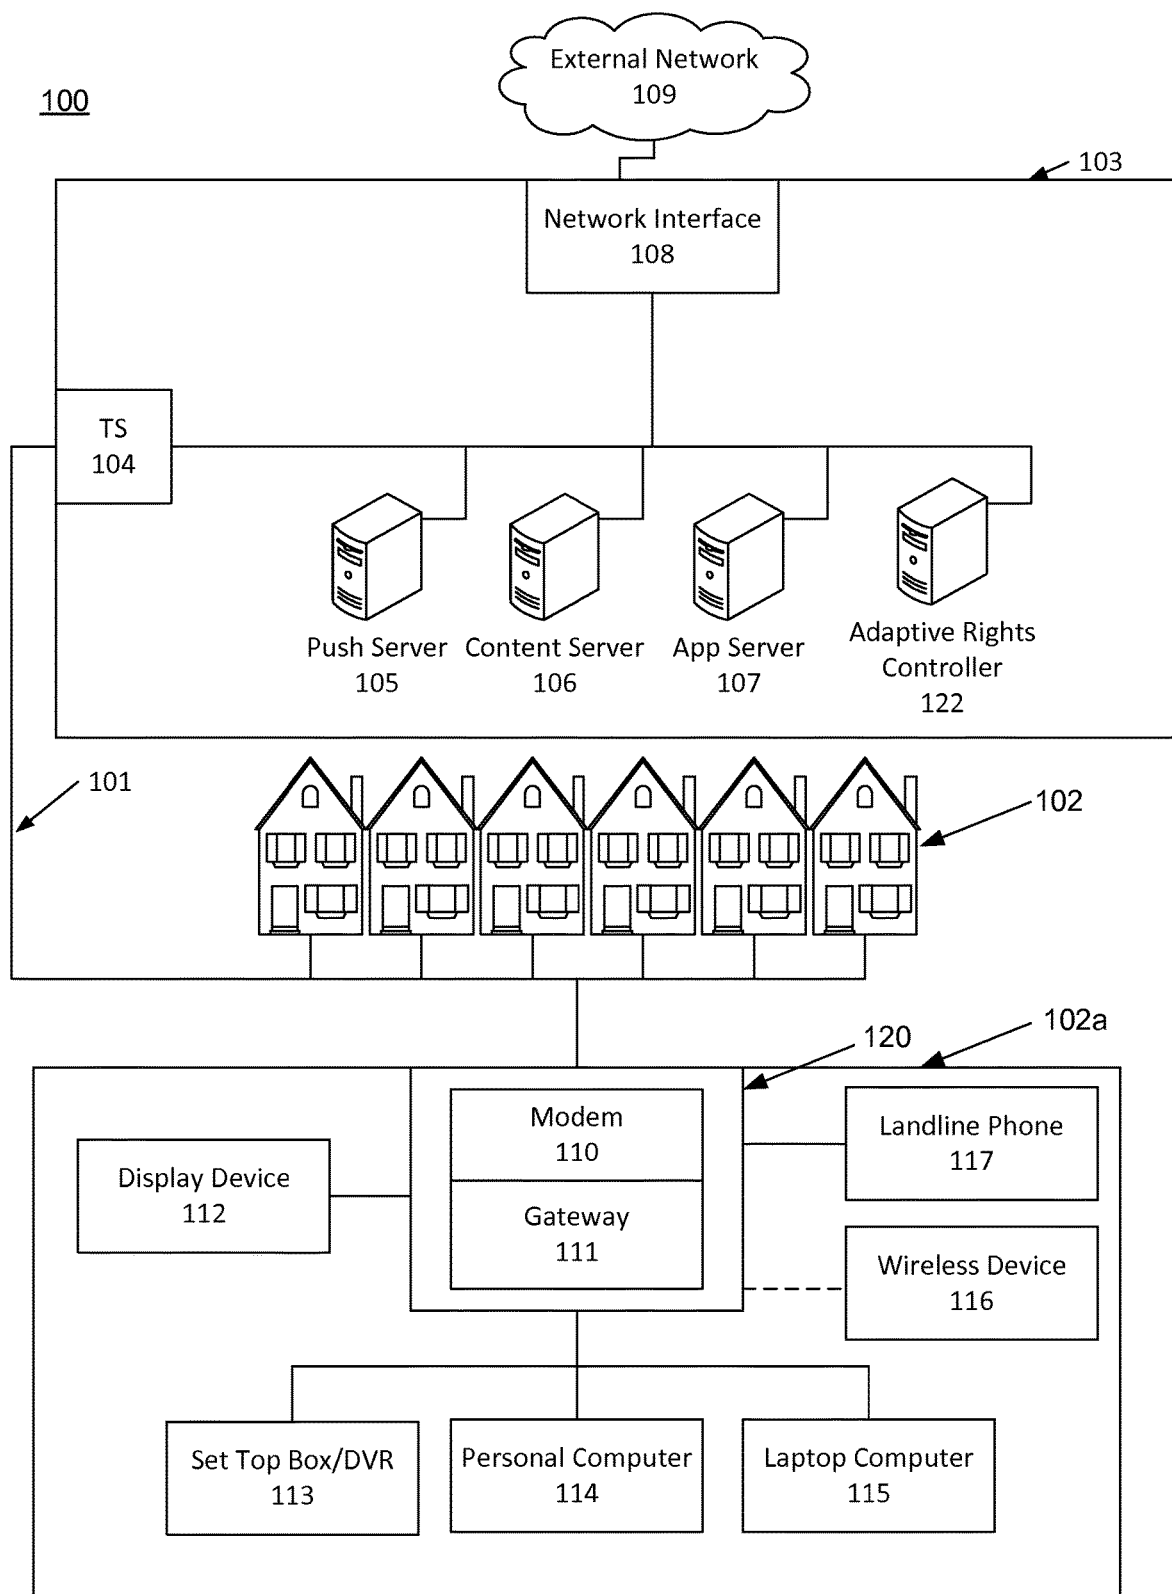 External Network
109
100
103
Network Interface
108
TS
104
Push Server
105
Content Server
106
App Server
107
Adaptive Rights
Controller
122
101
102
102a
120
Modem
110
Gateway
111
Display Device
112
Landline Phone
117
Wireless Device
116
Set Top Box/DVR
113
Personal Computer
114
Laptop Computer
115